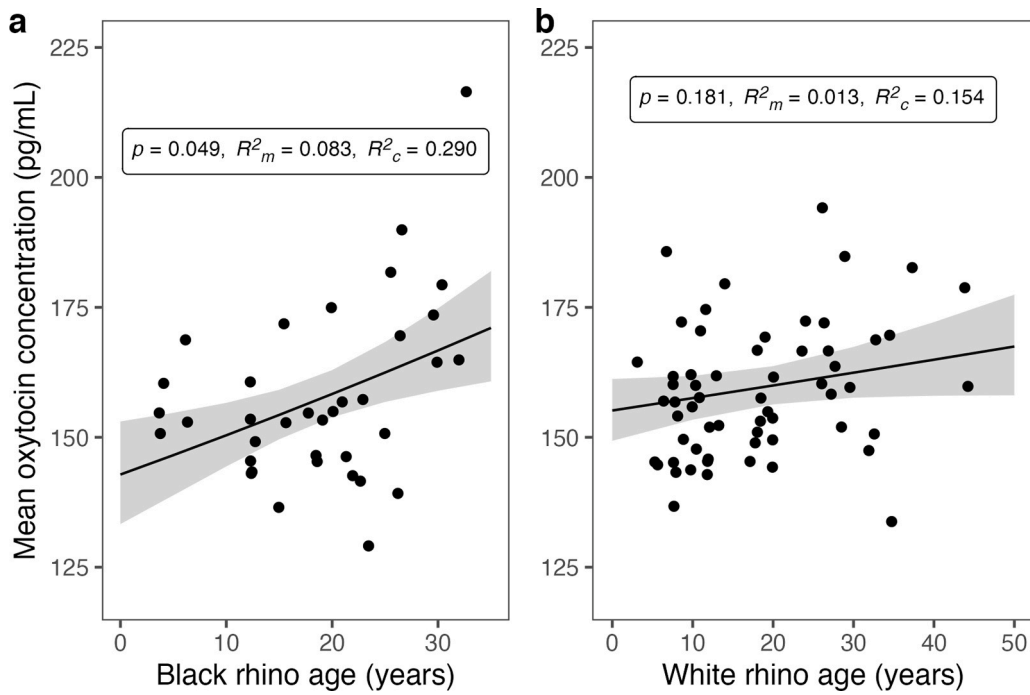 a
Mean oxytocin concentration (pg/mL)
225
200
175
150
125
p = 0.049, R²m = 0.083, R²c = 0.290
0 10 20 30
Black rhino age (years)
b
225
200
175
150
125
p = 0.181, R²m = 0.013, R²c = 0.154
0 10 20 30 40 50
White rhino age (years)